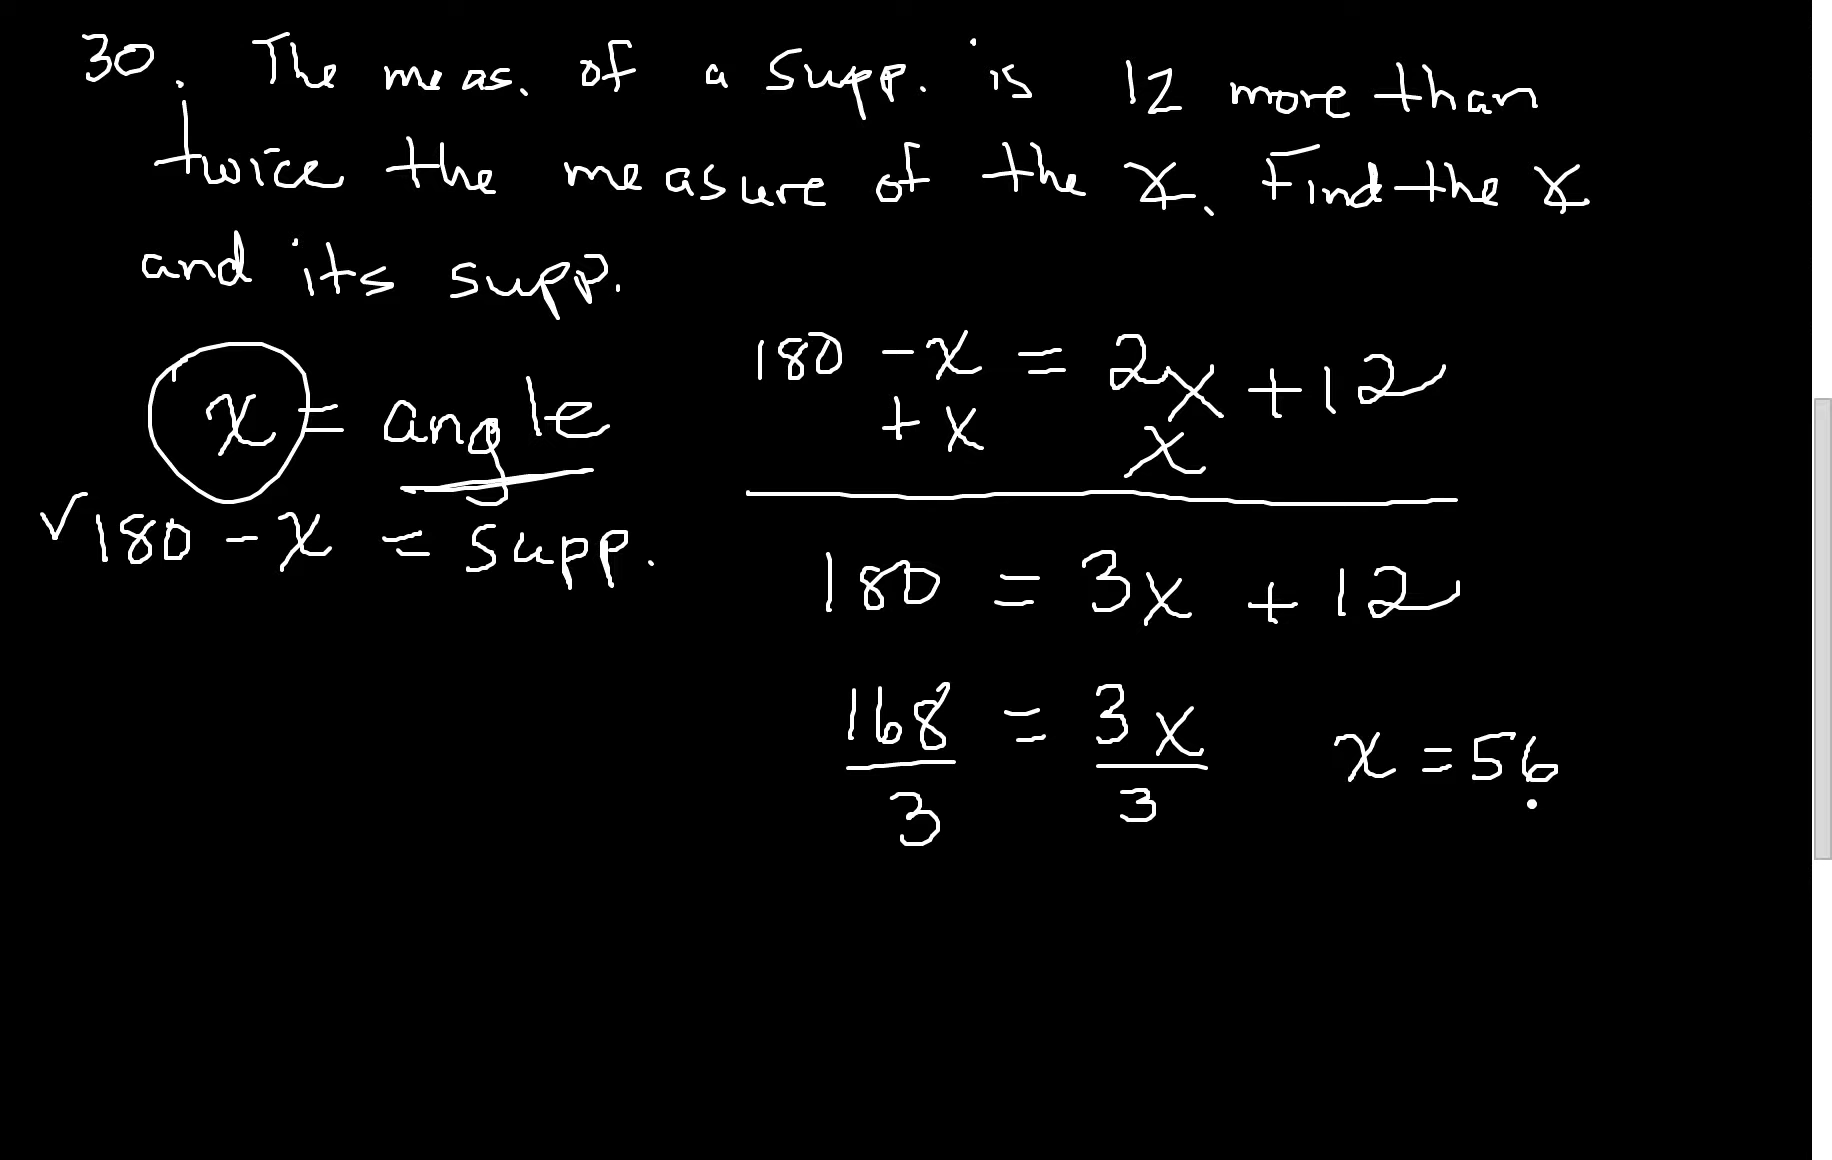 30. The meas. of a supp. is 12 more than
twice the measure of the ∡. Find the ∡
and its supp.
x = angle
✓180 - x = supp.
180 - x = 2x + 12
+ x x
180 = 3x + 12
168 = 3x x = 56
3 3